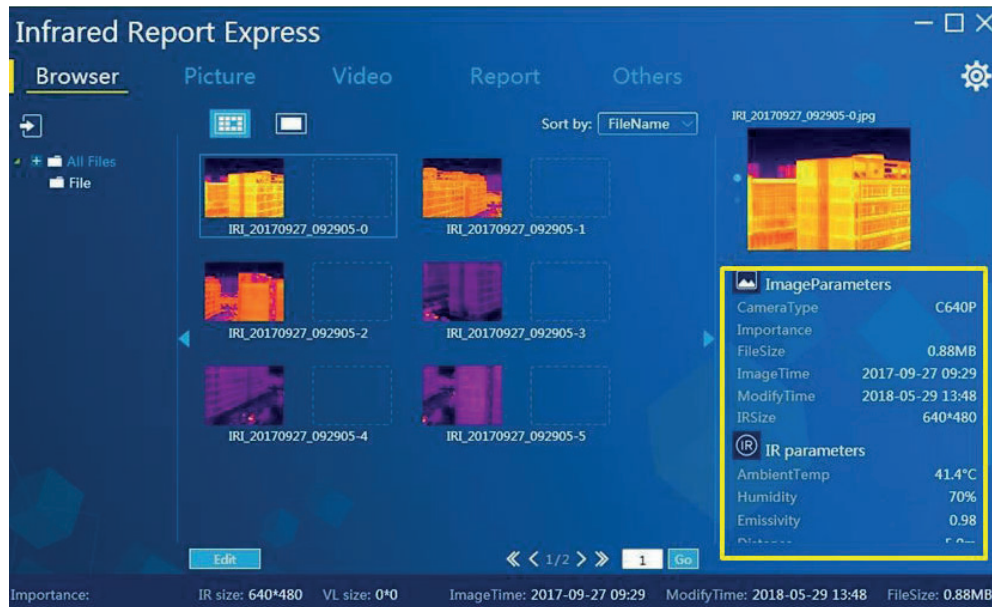 Infrared Report Express
Browser Picture Video Report Others
Sort by: FileName
IRI_20170927_092905-0.jpg
All Files
File
IRI_20170927_092905-0 IRI_20170927_092905-1
IRI_20170927_092905-2 IRI_20170927_092905-3
IRI_20170927_092905-4 IRI_20170927_092905-5
ImageParameters
CameraType C640P
Importance
FileSize 0.88MB
ImageTime 2017-09-27 09:29
ModifyTime 2018-05-29 13:48
IRSize 640*480
IR IR parameters
AmbientTemp 41.4°C
Humidity 70%
Emissivity 0.98
Edit 1/2 1 Go
Importance: IR size: 640*480 VL size: 0*0 ImageTime: 2017-09-27 09:29 ModifyTime: 2018-05-29 13:48 FileSize: 0.88MB